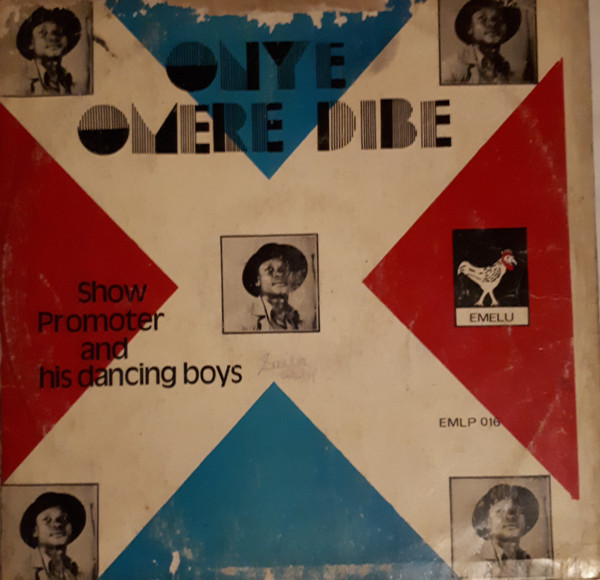 ONYE
OMERE DIBE
Show
Promoter
and
his dancing boys
EMELU
EMLP 016